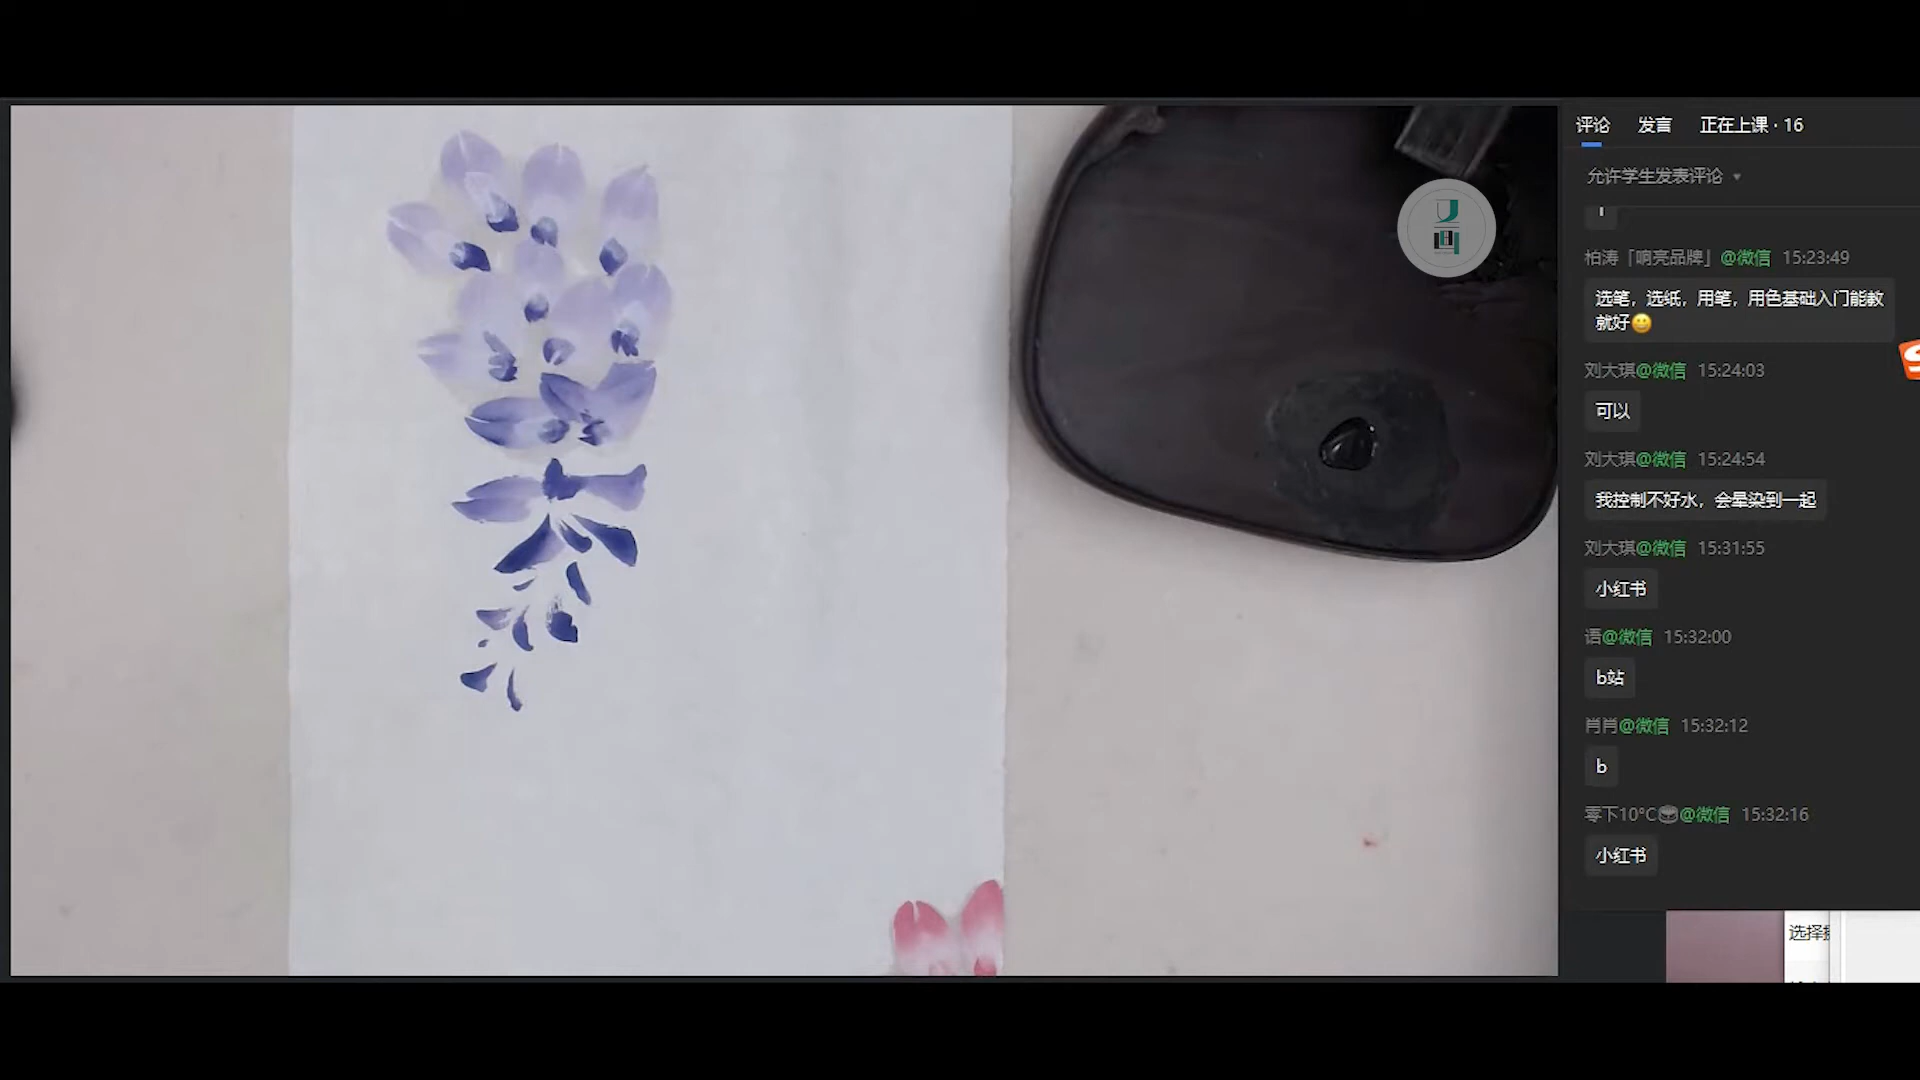 评论 发言 正在上课·16
允许学生发表评论
柏涛「响亮品牌」@微信 15:23:49
选笔，选纸，用笔，用色基础入门能教
就好😀
刘大琪@微信 15:24:03
可以
刘大琪@微信 15:24:54
我控制不好水，会晕染到一起
刘大琪@微信 15:31:55
小红书
语@微信 15:32:00
b站
肖肖@微信 15:32:12
b
零下10°C@微信 15:32:16
小红书
选择